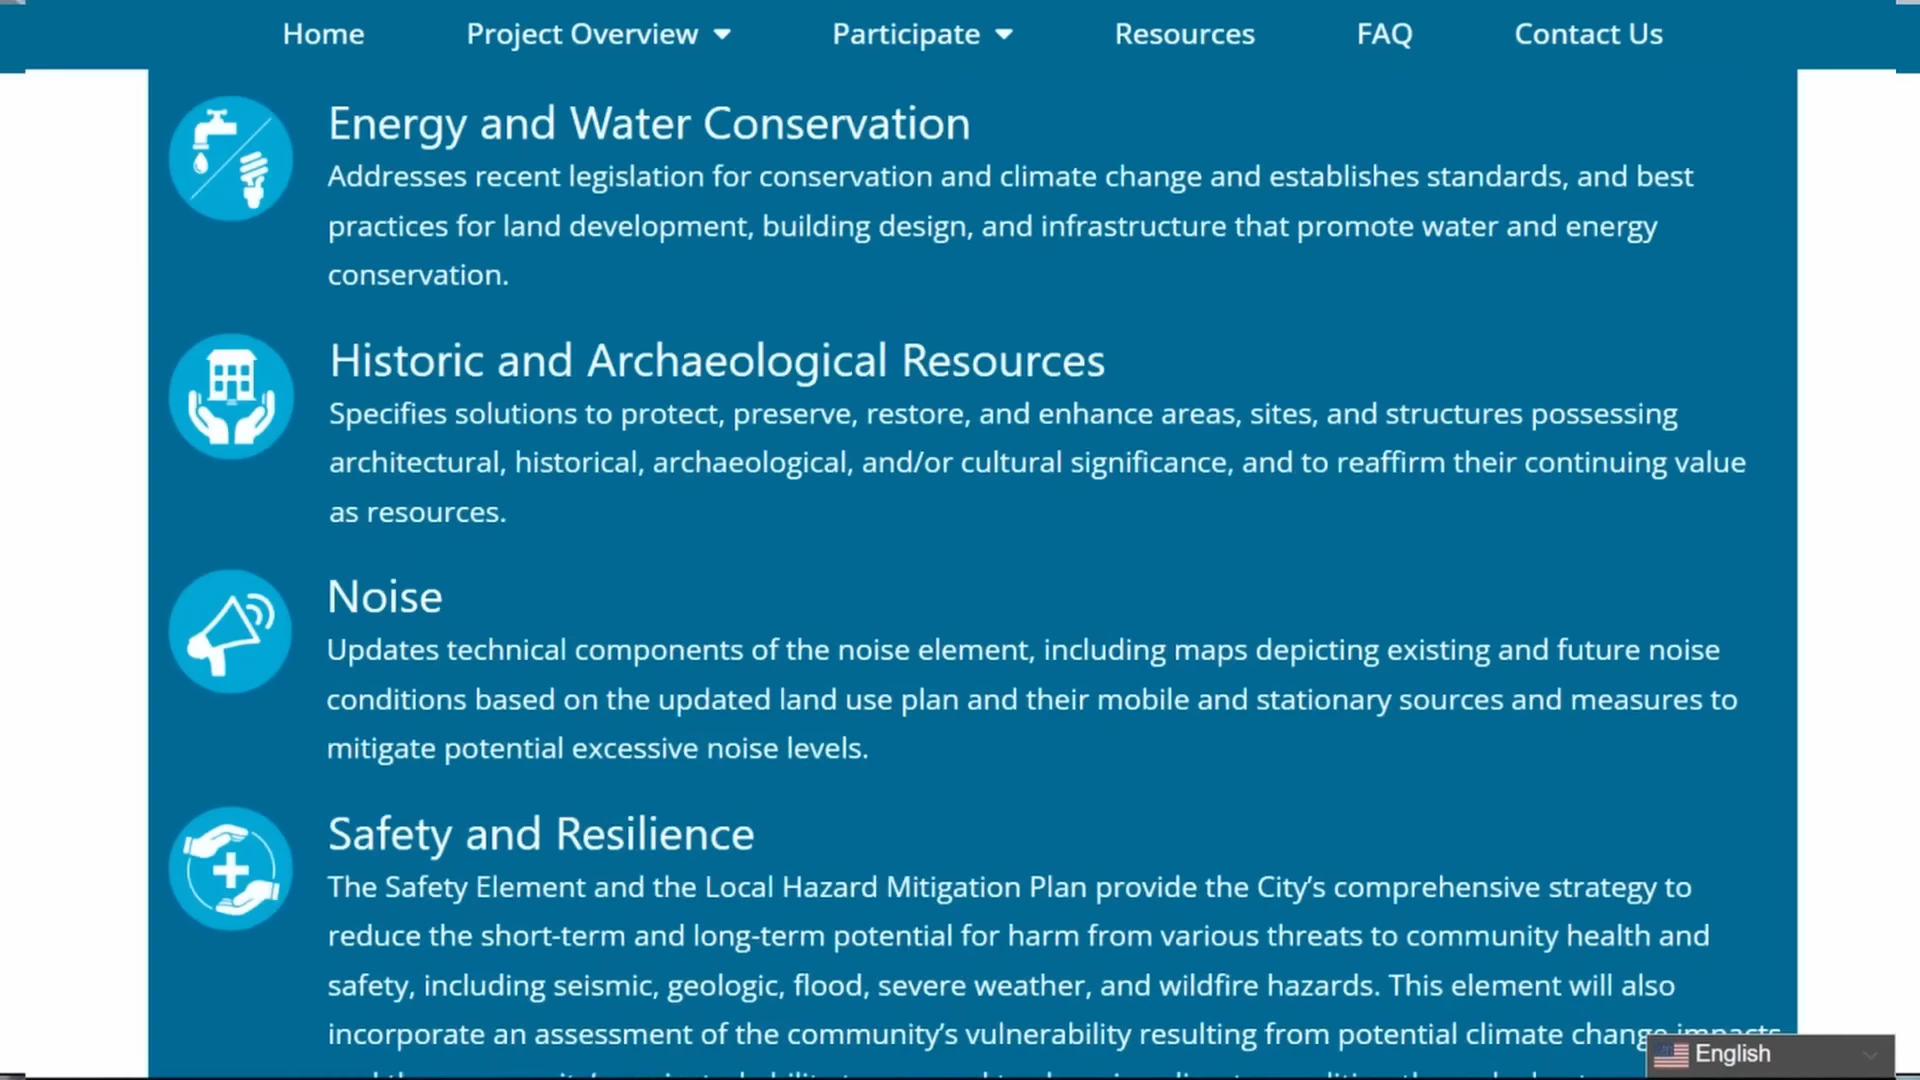 Home Project Overview Participate Resources FAQ Contact Us
Energy and Water Conservation
Addresses recent legislation for conservation and climate change and establishes standards, and best
practices for land development, building design, and infrastructure that promote water and energy
conservation.
Historic and Archaeological Resources
Specifies solutions to protect, preserve, restore, and enhance areas, sites, and structures possessing
architectural, historical, archaeological, and/or cultural significance, and to reaffirm their continuing value
as resources.
Noise
Updates technical components of the noise element, including maps depicting existing and future noise
conditions based on the updated land use plan and their mobile and stationary sources and measures to
mitigate potential excessive noise levels.
Safety and Resilience
The Safety Element and the Local Hazard Mitigation Plan provide the City’s comprehensive strategy to
reduce the short-term and long-term potential for harm from various threats to community health and
safety, including seismic, geologic, flood, severe weather, and wildfire hazards. This element will also
incorporate an assessment of the community’s vulnerability resulting from potential climate change impacts
English